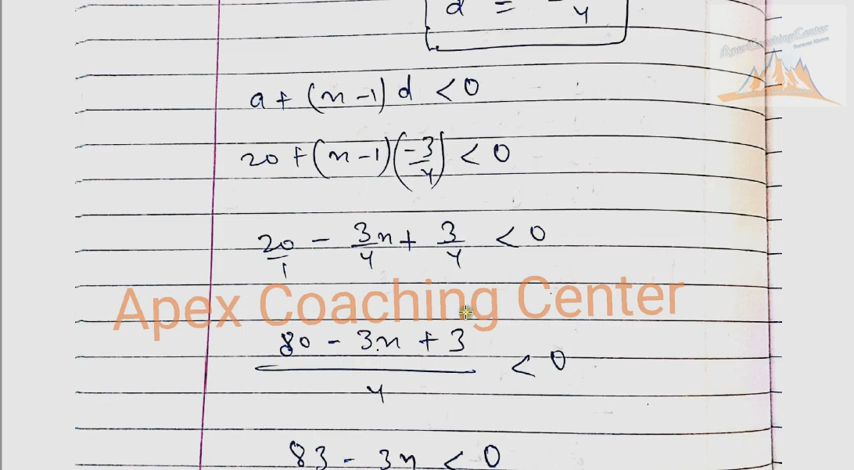 d = -
4
ApexCoachingCenter
a + (n-1) d < 0
20 + (n-1)(-3/4) < 0
20/1 - 3n/4 + 3/4 < 0
Apex Coaching Center
80 - 3n + 3
/4 < 0
83 - 3n < 0